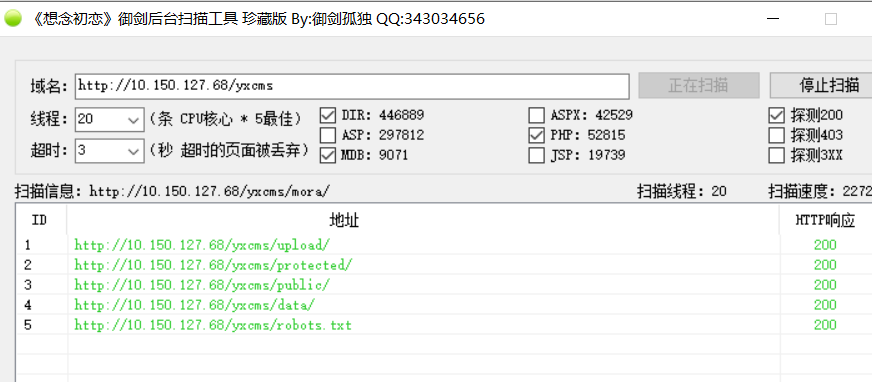 《想念初恋》御剑后台扫描工具 珍藏版 By:御剑孤独 QQ:343034656
域名: http://10.150.127.68/yxcms 正在扫描 停止扫描
线程: 20 (条 CPU核心 * 5最佳) DIR: 446889 ASPX: 42529 探测200
ASP: 297812 PHP: 52815 探测403
超时: 3 (秒 超时的页面被丢弃) MDB: 9071 JSP: 19739 探测3XX
扫描信息: http://10.150.127.68/yxcms/mora/ 扫描线程: 20 扫描速度: 2272
ID 地址 HTTP响应
1 http://10.150.127.68/yxcms/upload/ 200
2 http://10.150.127.68/yxcms/protected/ 200
3 http://10.150.127.68/yxcms/public/ 200
4 http://10.150.127.68/yxcms/data/ 200
5 http://10.150.127.68/yxcms/robots.txt 200